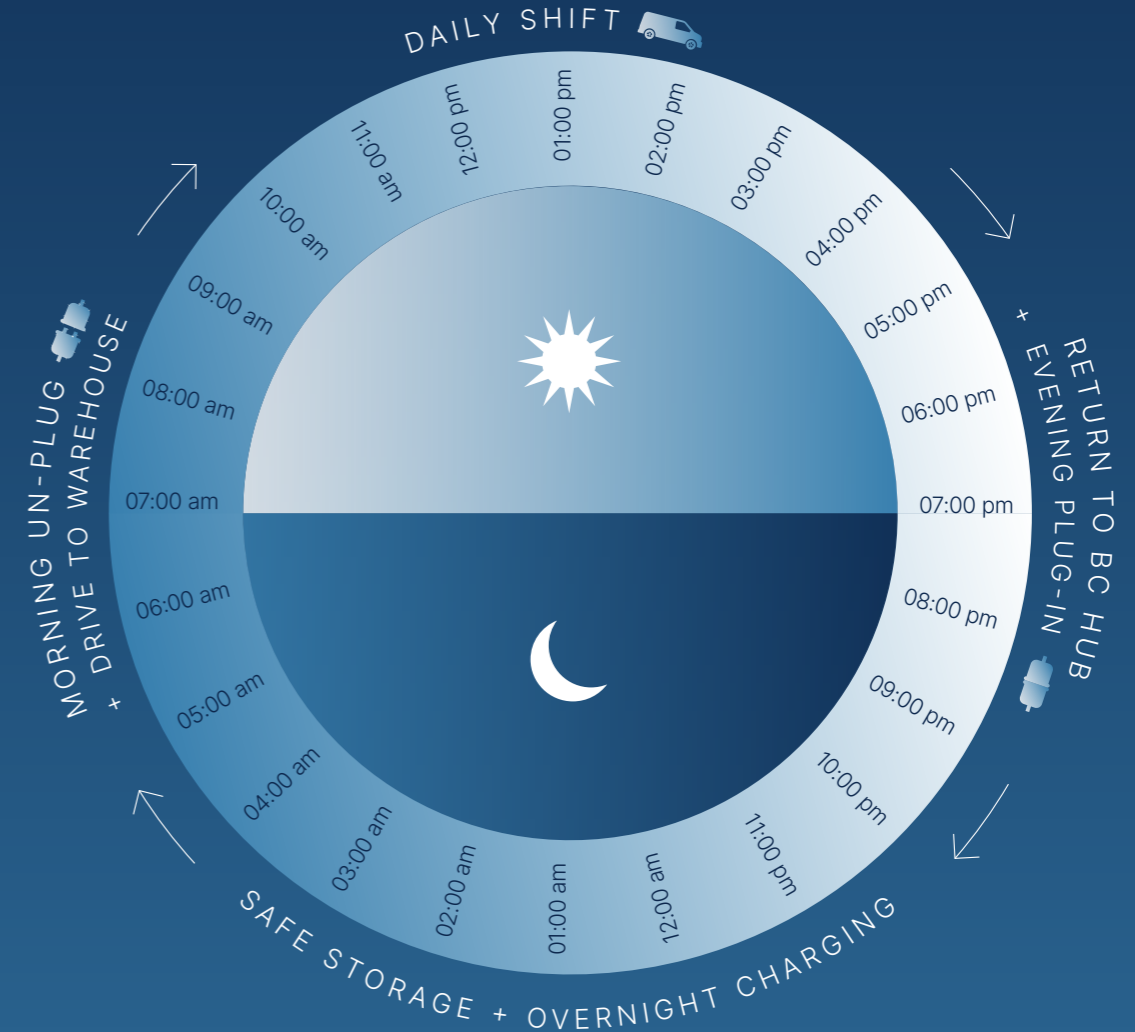 DAILY SHIFT
01:00 pm
02:00 pm
03:00 pm
04:00 pm
05:00 pm
06:00 pm
07:00 pm
08:00 pm
09:00 pm
10:00 pm
11:00 pm
12:00 am
01:00 am
02:00 am
03:00 am
04:00 am
05:00 am
06:00 am
07:00 am
08:00 am
09:00 am
10:00 am
11:00 am
12:00 pm
RETURN TO BC HUB
+ EVENING PLUG-IN
SAFE STORAGE + OVERNIGHT CHARGING
MORNING UN-PLUG
+ DRIVE TO WAREHOUSE